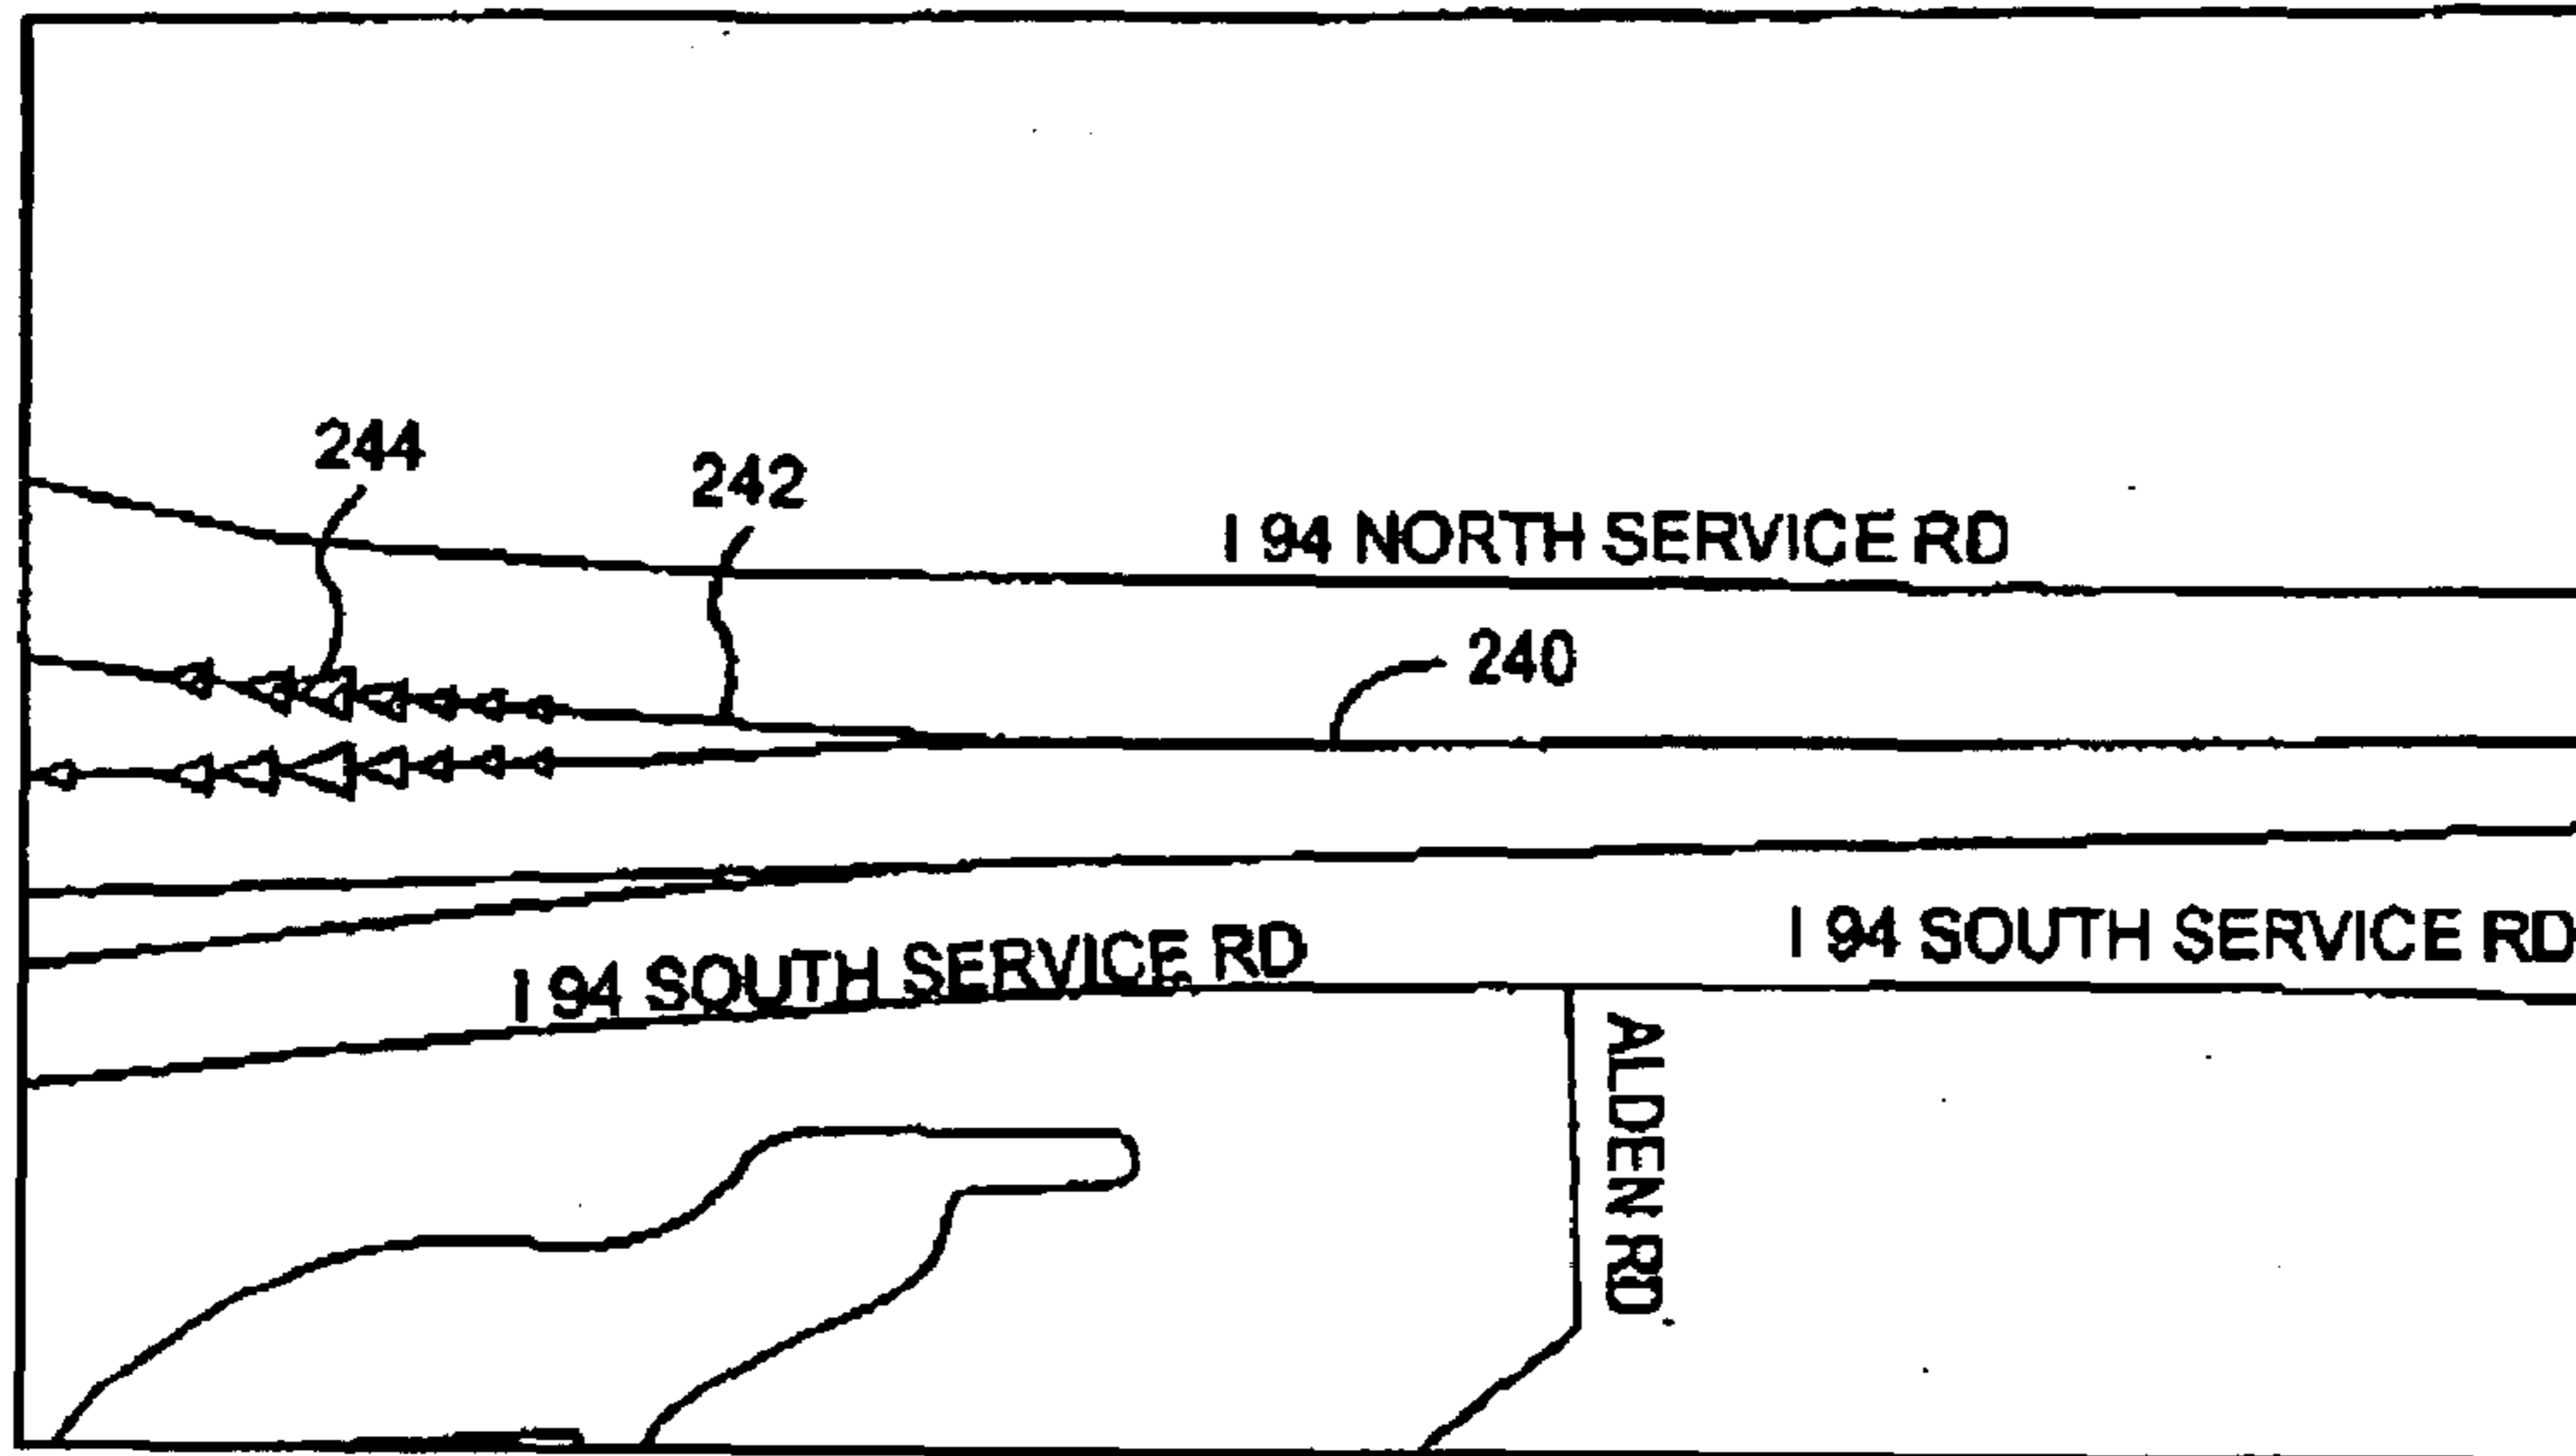 244
242
I 94 NORTH SERVICE RD
240
I 94 SOUTH SERVICE RD
I 94 SOUTH SERVICE RD
ALDEN RD